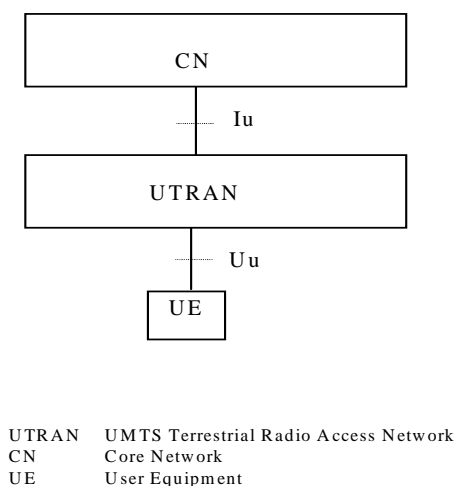 CN
Iu
UTRAN
Uu
UE
UTRAN UMTS Terrestrial Radio Access Network
CN Core Network
UE User Equipment